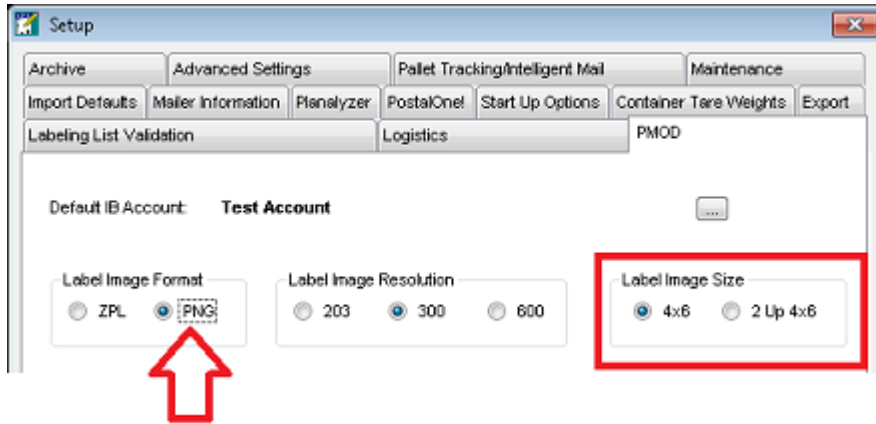 Setup
Archive Advanced Settings Pallet Tracking/Intelligent Mail Maintenance
Import Defaults Mailer Information Planalyzer PostalOne! Start Up Options Container Tare Weights Export
Labeling List Validation Logistics PMOD
Default IB Account: Test Account ...
Label Image Format Label Image Resolution Label Image Size
ZPL PNG 203 300 600 4x6 2 Up 4x6